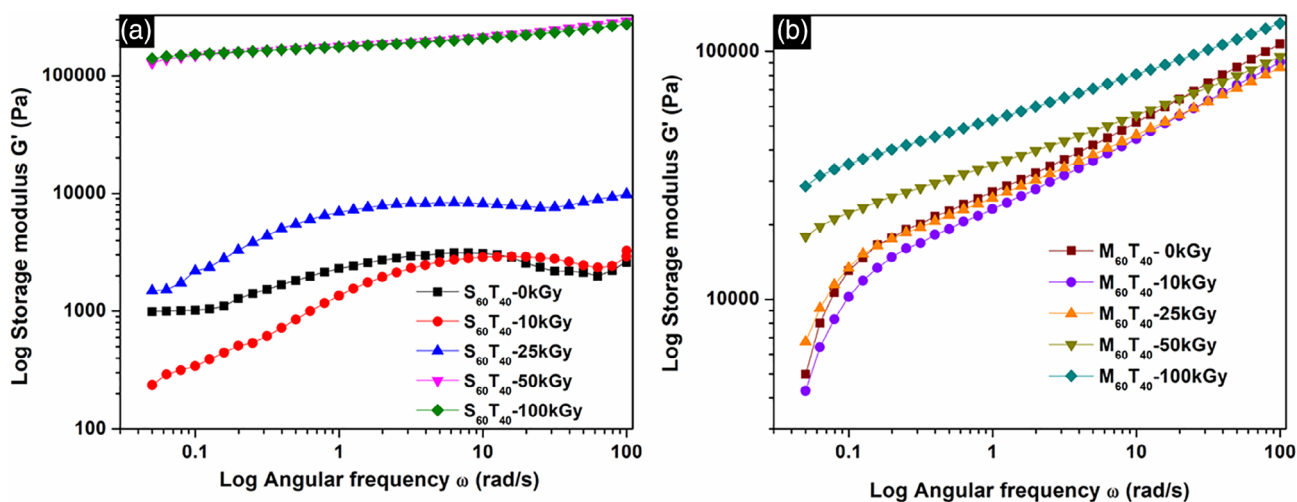 (a)
Log Storage modulus G' (Pa)
100000
10000
1000
100
0.1 1 10 100
Log Angular frequency ω (rad/s)
S60T40-0kGy
S60T40-10kGy
S60T40-25kGy
S60T40-50kGy
S60T40-100kGy
(b)
Log Storage modulus G' (Pa)
100000
10000
0.1 1 10 100
Log Angular frequency ω (rad/s)
M60T40- 0kGy
M60T40-10kGy
M60T40-25kGy
M60T40-50kGy
M60T40-100kGy